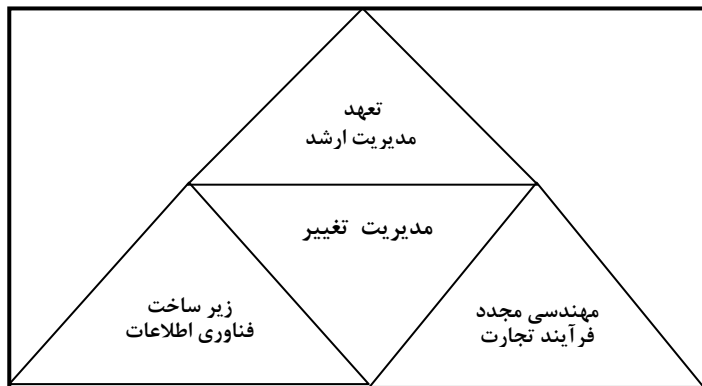 تعهد
مدیریت ارشد
مدیریت تغییر
مهندسی مجدد
فرآیند تجارت
زیر ساخت
فناوری اطلاعات